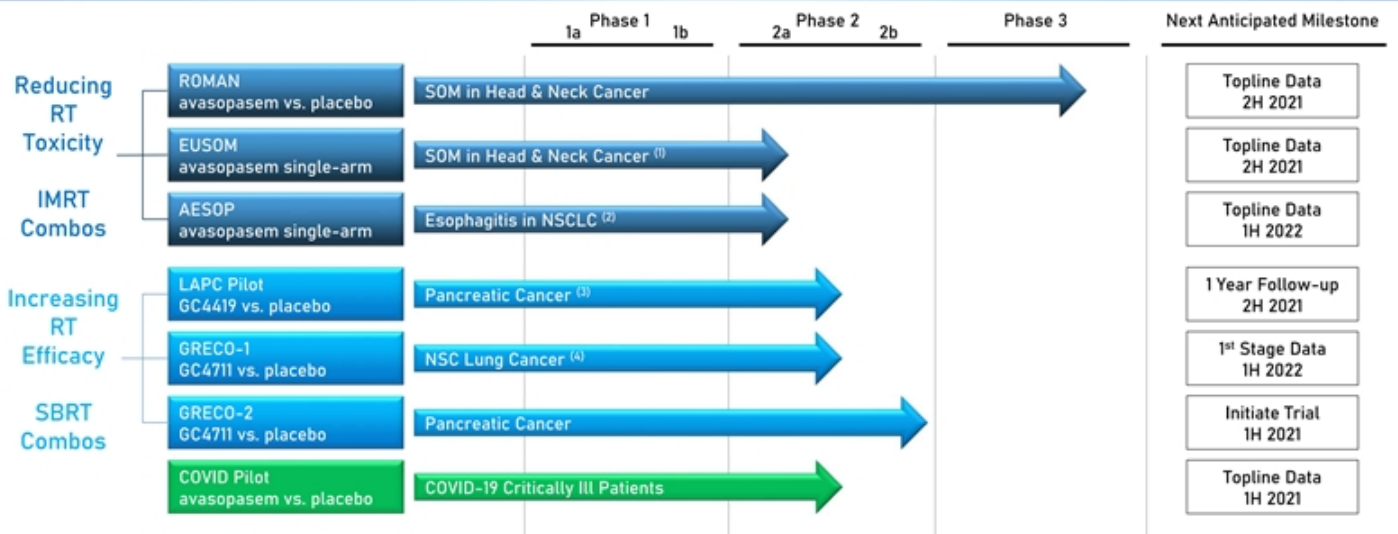 Phase 1
1a 1b
Phase 2
2a 2b
Phase 3
Next Anticipated Milestone
Reducing
RT
Toxicity
IMRT
Combos
ROMAN
avasopasem vs. placebo
SOM in Head & Neck Cancer
Topline Data
2H 2021
EUSOM
avasopasem single-arm
SOM in Head & Neck Cancer (1)
Topline Data
2H 2021
AESOP
avasopasem single-arm
Esophagitis in NSCLC (2)
Topline Data
1H 2022
Increasing
RT
Efficacy
SBRT
Combos
LAPC Pilot
GC4419 vs. placebo
Pancreatic Cancer (3)
1 Year Follow-up
2H 2021
GRECO-1
GC4711 vs. placebo
NSC Lung Cancer (4)
1st Stage Data
1H 2022
GRECO-2
GC4711 vs. placebo
Pancreatic Cancer
Initiate Trial
1H 2021
COVID Pilot
avasopasem vs. placebo
COVID-19 Critically Ill Patients
Topline Data
1H 2021